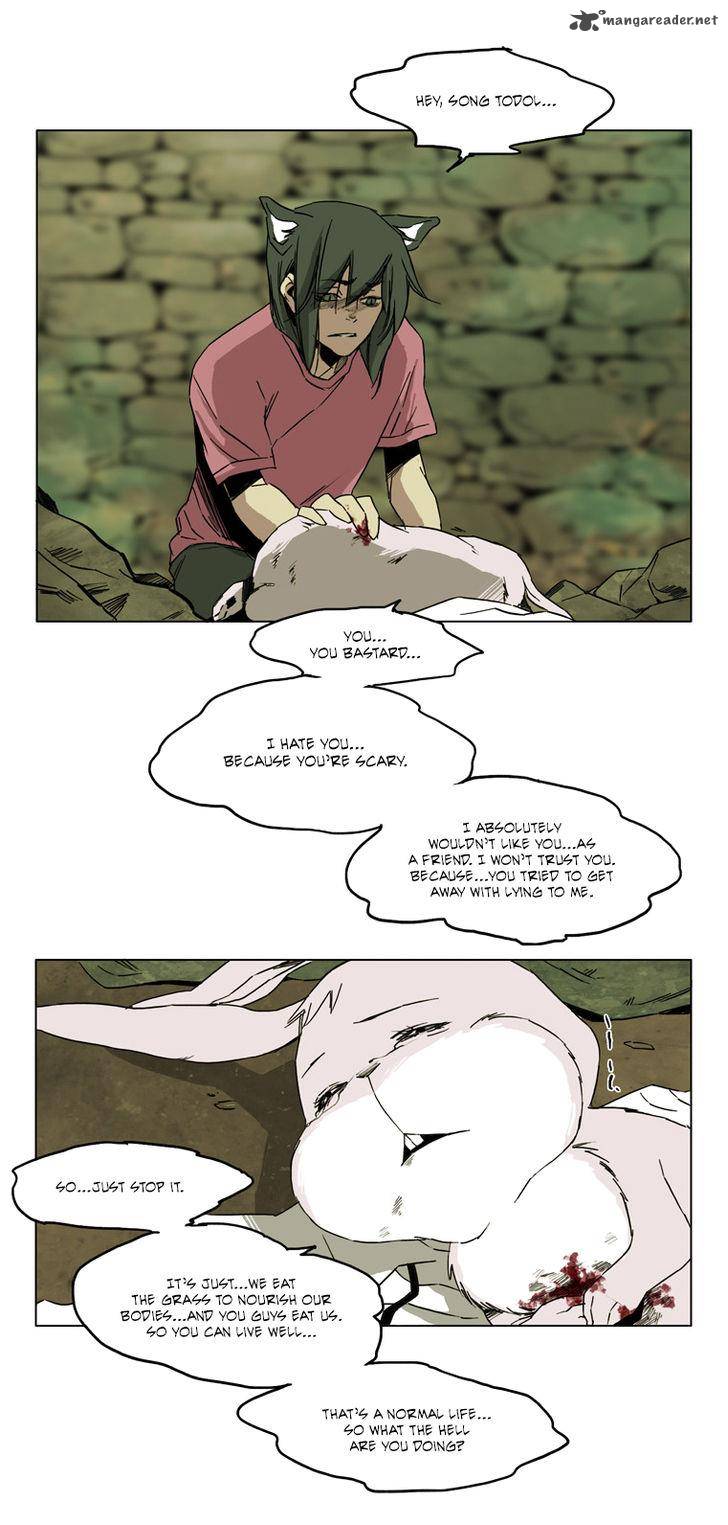 mangareader.net
HEY, SONG TODOL...
YOU...
YOU BASTARD...
I HATE YOU...
BECAUSE YOU'RE SCARY.
I ABSOLUTELY
WOULDN'T LIKE YOU...AS
A FRIEND. I WON'T TRUST YOU.
BECAUSE...YOU TRIED TO GET
AWAY WITH LYING TO ME.
SO...JUST STOP IT.
IT'S JUST...WE EAT
THE GRASS TO NOURISH OUR
BODIES...AND YOU GUYS EAT US.
SO YOU CAN LIVE WELL...
THAT'S A NORMAL LIFE...
SO WHAT THE HELL
ARE YOU DOING?